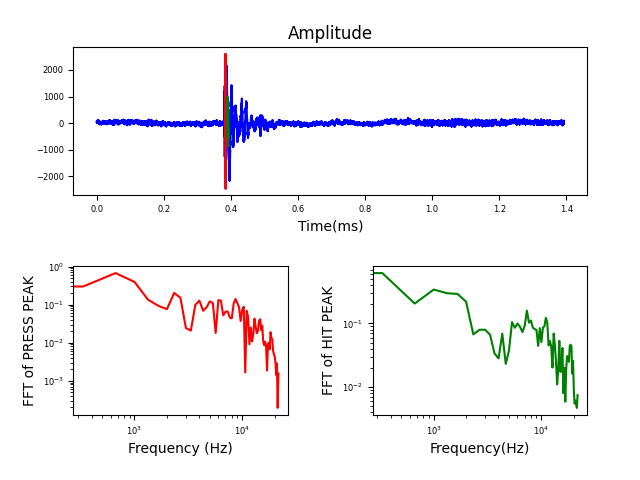 Amplitude
2000
1000
0
−1000
−2000
0.0 0.2 0.4 0.6 0.8 1.0 1.2 1.4
Time(ms)
FFT of PRESS PEAK
10⁰
10⁻¹
10⁻²
10⁻³
10³ 10⁴
Frequency (Hz)
FFT of HIT PEAK
10⁻¹
10⁻²
10³ 10⁴
Frequency(Hz)